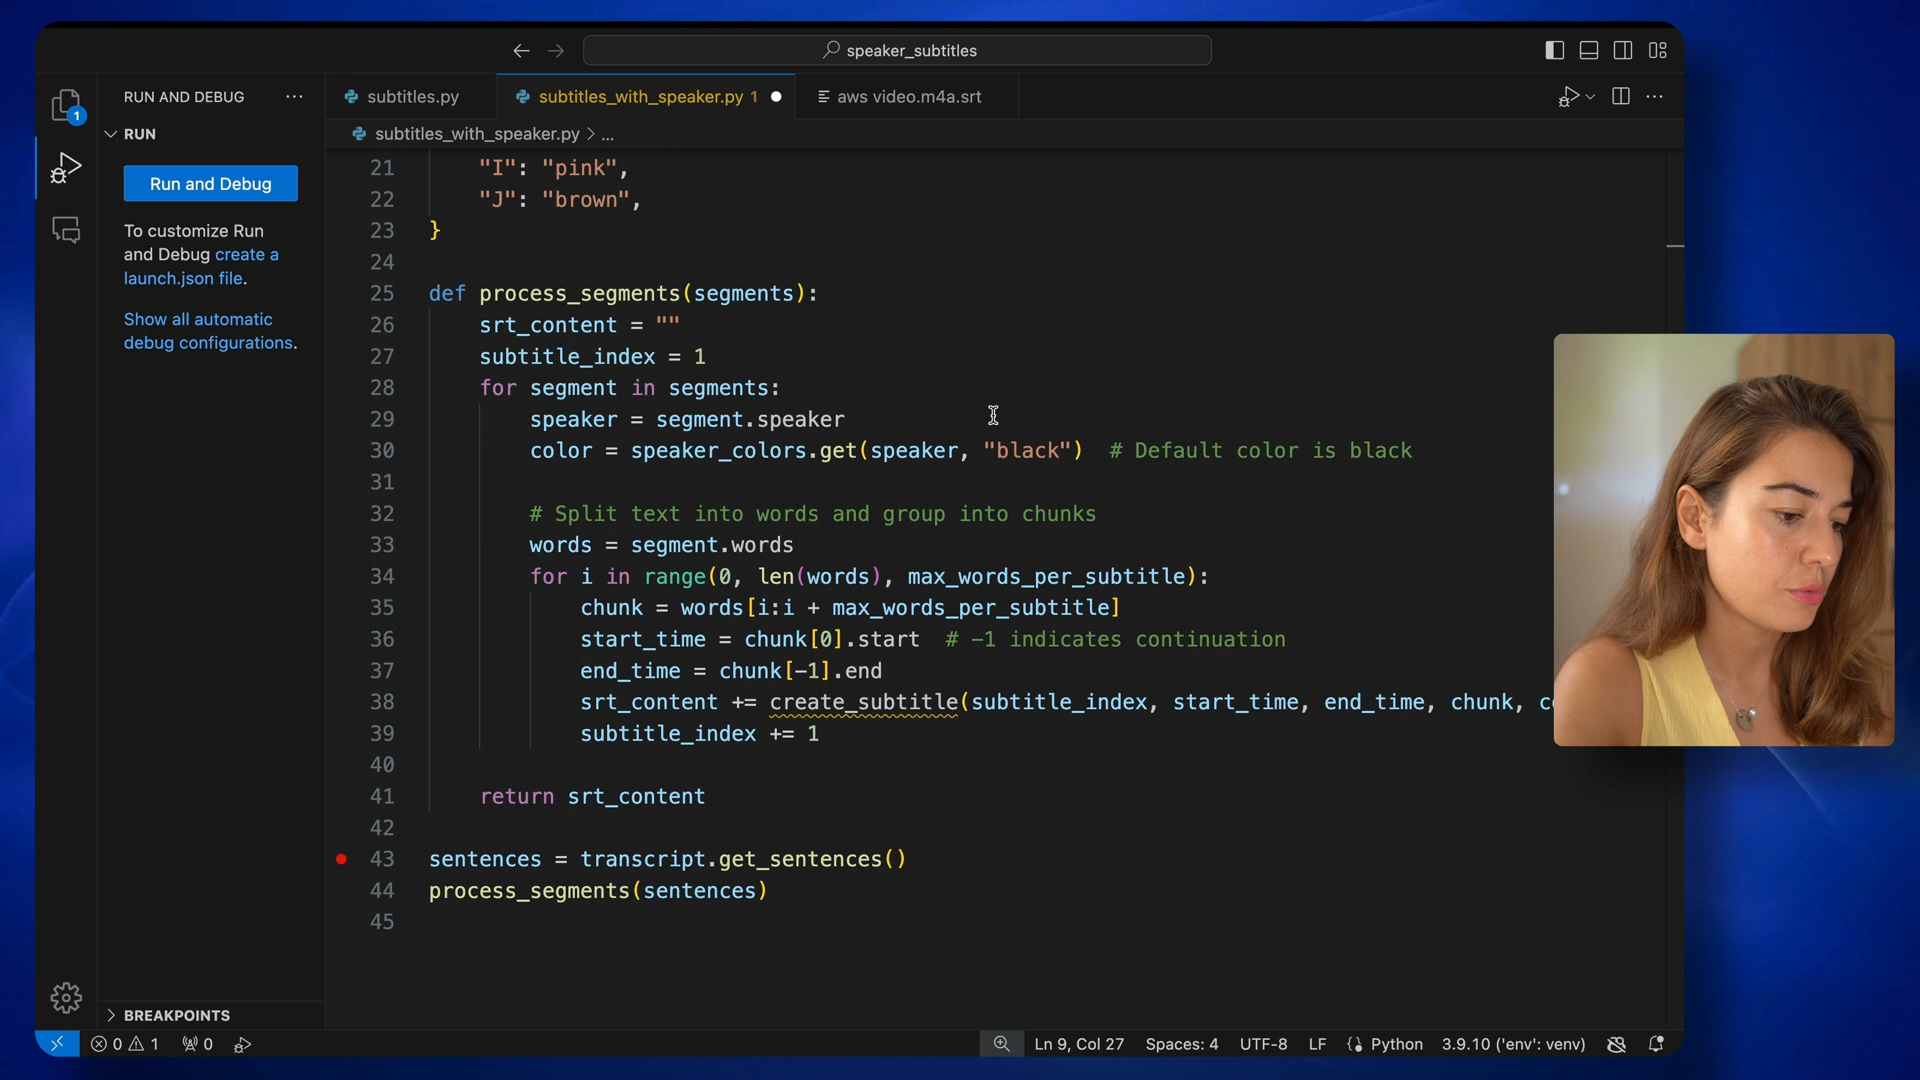 speaker_subtitles
RUN AND DEBUG
subtitles.py
subtitles_with_speaker.py 1
aws video.m4a.srt
RUN
subtitles_with_speaker.py > ...
Run and Debug
To customize Run
and Debug create a
launch.json file.
Show all automatic
debug configurations.
21 "I": "pink",
22 "J": "brown",
23 }
24
25 def process_segments(segments):
26 srt_content = ""
27 subtitle_index = 1
28 for segment in segments:
29 speaker = segment.speaker
30 color = speaker_colors.get(speaker, "black") # Default color is black
31
32 # Split text into words and group into chunks
33 words = segment.words
34 for i in range(0, len(words), max_words_per_subtitle):
35 chunk = words[i:i + max_words_per_subtitle]
36 start_time = chunk[0].start # -1 indicates continuation
37 end_time = chunk[-1].end
38 srt_content += create_subtitle(subtitle_index, start_time, end_time, chunk,
39 subtitle_index += 1
40
41 return srt_content
42
43 sentences = transcript.get_sentences()
44 process_segments(sentences)
45
BREAKPOINTS
0 1 0
Ln 9, Col 27 Spaces: 4 UTF-8 LF Python 3.9.10 ('env': venv)
1